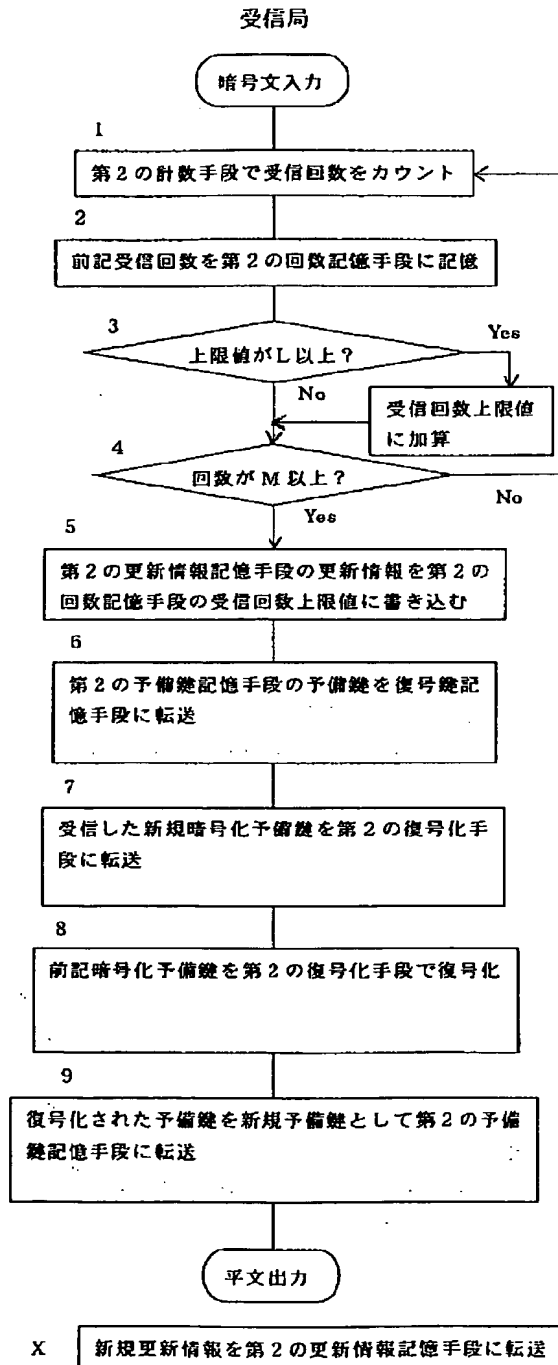 受信局
暗号文入力
1
第2の計数手段で受信回数をカウント
2
前記受信回数を第2の回数記憶手段に記憶
3
上限値がL以上?
Yes
No
受信回数上限値
に加算
4
回数がM以上?
No
Yes
5
第2の更新情報記憶手段の更新情報を第2の
回数記憶手段の受信回数上限値に書き込む
6
第2の予備鍵記憶手段の予備鍵を復号鍵記
憶手段に転送
7
受信した新規暗号化予備鍵を第2の復号化手
段に転送
8
前記暗号化予備鍵を第2の復号化手段で復号化
9
復号化された予備鍵を新規予備鍵として第2の予備
鍵記憶手段に転送
平文出力
X
新規更新情報を第2の更新情報記憶手段に転送